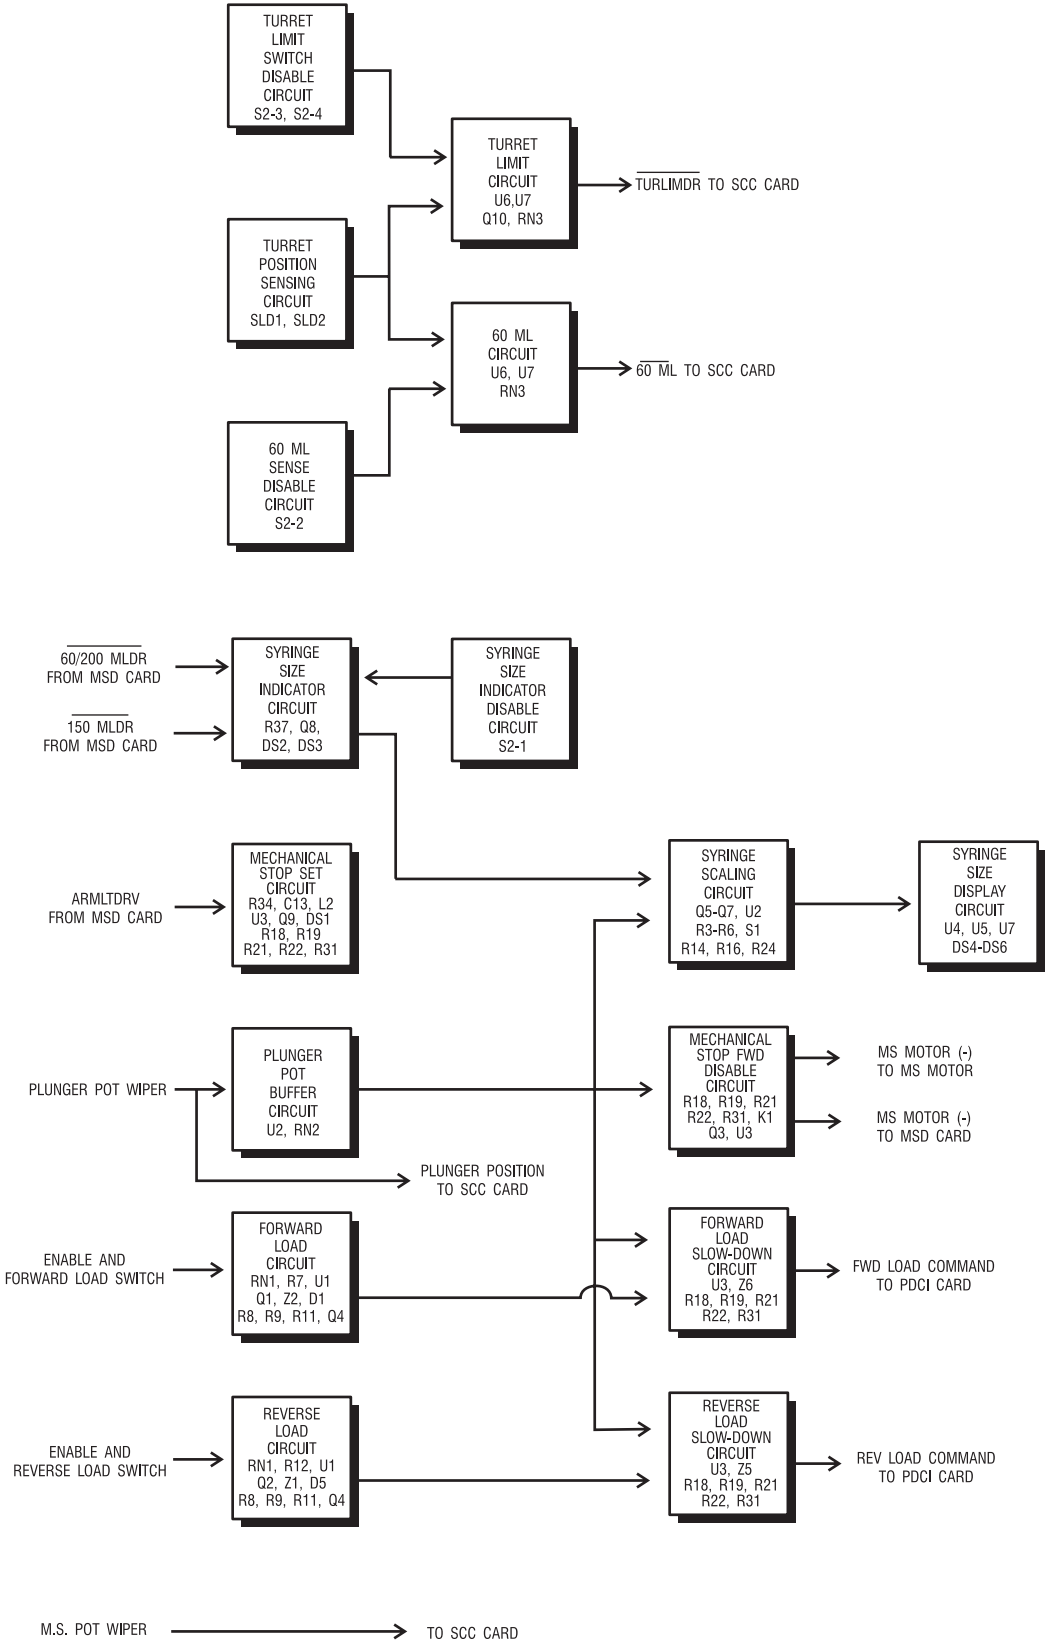 TURRET
LIMIT
SWITCH
DISABLE
CIRCUIT
S2-3, S2-4
TURRET
LIMIT
CIRCUIT
U6,U7
Q10, RN3
TURLIMDR TO SCC CARD
TURRET
POSITION
SENSING
CIRCUIT
SLD1, SLD2
60 ML
CIRCUIT
U6, U7
RN3
60 ML TO SCC CARD
60 ML
SENSE
DISABLE
CIRCUIT
S2-2
60/200 MLDR
FROM MSD CARD
150 MLDR
FROM MSD CARD
SYRINGE
SIZE
INDICATOR
CIRCUIT
R37, Q8,
DS2, DS3
SYRINGE
SIZE
INDICATOR
DISABLE
CIRCUIT
S2-1
ARMLTDRV
FROM MSD CARD
MECHANICAL
STOP SET
CIRCUIT
R34, C13, L2
U3, Q9, DS1
R18, R19
R21, R22, R31
SYRINGE
SCALING
CIRCUIT
Q5-Q7, U2
R3-R6, S1
R14, R16, R24
SYRINGE
SIZE
DISPLAY
CIRCUIT
U4, U5, U7
DS4-DS6
PLUNGER POT WIPER
PLUNGER
POT
BUFFER
CIRCUIT
U2, RN2
MECHANICAL
STOP FWD
DISABLE
CIRCUIT
R18, R19, R21
R22, R31, K1
Q3, U3
MS MOTOR (-)
TO MS MOTOR
MS MOTOR (-)
TO MSD CARD
PLUNGER POSITION
TO SCC CARD
ENABLE AND
FORWARD LOAD SWITCH
FORWARD
LOAD
CIRCUIT
RN1, R7, U1
Q1, Z2, D1
R8, R9, R11, Q4
FORWARD
LOAD
SLOW-DOWN
CIRCUIT
U3, Z6
R18, R19, R21
R22, R31
FWD LOAD COMMAND
TO PDCI CARD
ENABLE AND
REVERSE LOAD SWITCH
REVERSE
LOAD
CIRCUIT
RN1, R12, U1
Q2, Z1, D5
R8, R9, R11, Q4
REVERSE
LOAD
SLOW-DOWN
CIRCUIT
U3, Z5
R18, R19, R21
R22, R31
REV LOAD COMMAND
TO PDCI CARD
M.S. POT WIPER
TO SCC CARD